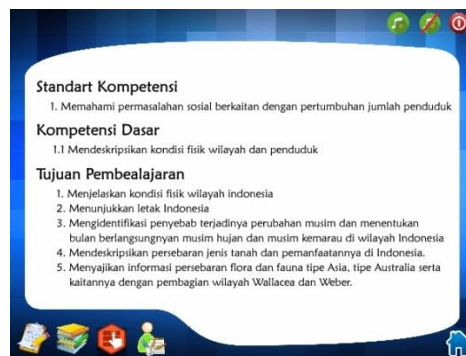 Standart Kompetensi
1. Memahami permasalahan sosial berkaitan dengan pertumbuhan jumlah penduduk
Kompetensi Dasar
1.1 Mendeskripsikan kondisi fisik wilayah dan penduduk
Tujuan Pembealajaran
1. Menjelaskan kondisi fisik wilayah indonesia
2. Menunjukkan letak Indonesia
3. Mengidentifikasi penyebab terjadinya perubahan musim dan menentukan
bulan berlangsungnyan musim hujan dan musim kemarau di wilayah Indonesia
4. Mendeskripsikan persebaran jenis tanah dan pemanfaatannya di Indonesia.
5. Menyajikan informasi persebaran flora dan fauna tipe Asia, tipe Australia serta
kaitannya dengan pembagian wilayah Wallacea dan Weber.